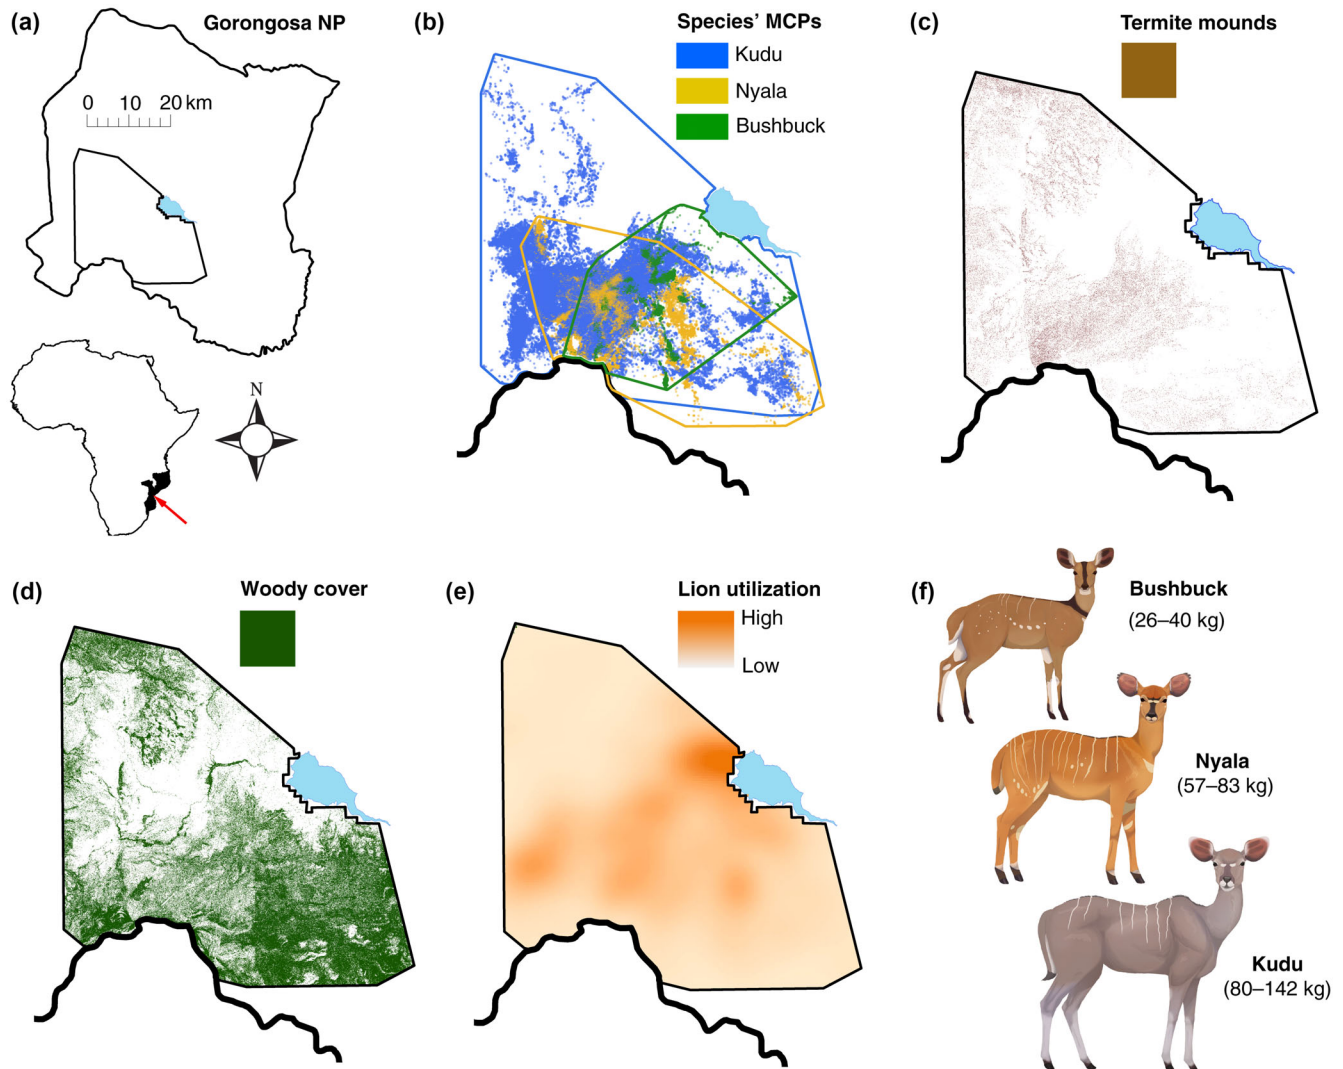 (a) Gorongosa NP
0 10 20 km
N
(b) Species' MCPs
Kudu
Nyala
Bushbuck
(c) Termite mounds
(d) Woody cover
(e) Lion utilization
High
Low
(f) Bushbuck
(26–40 kg)
Nyala
(57–83 kg)
Kudu
(80–142 kg)